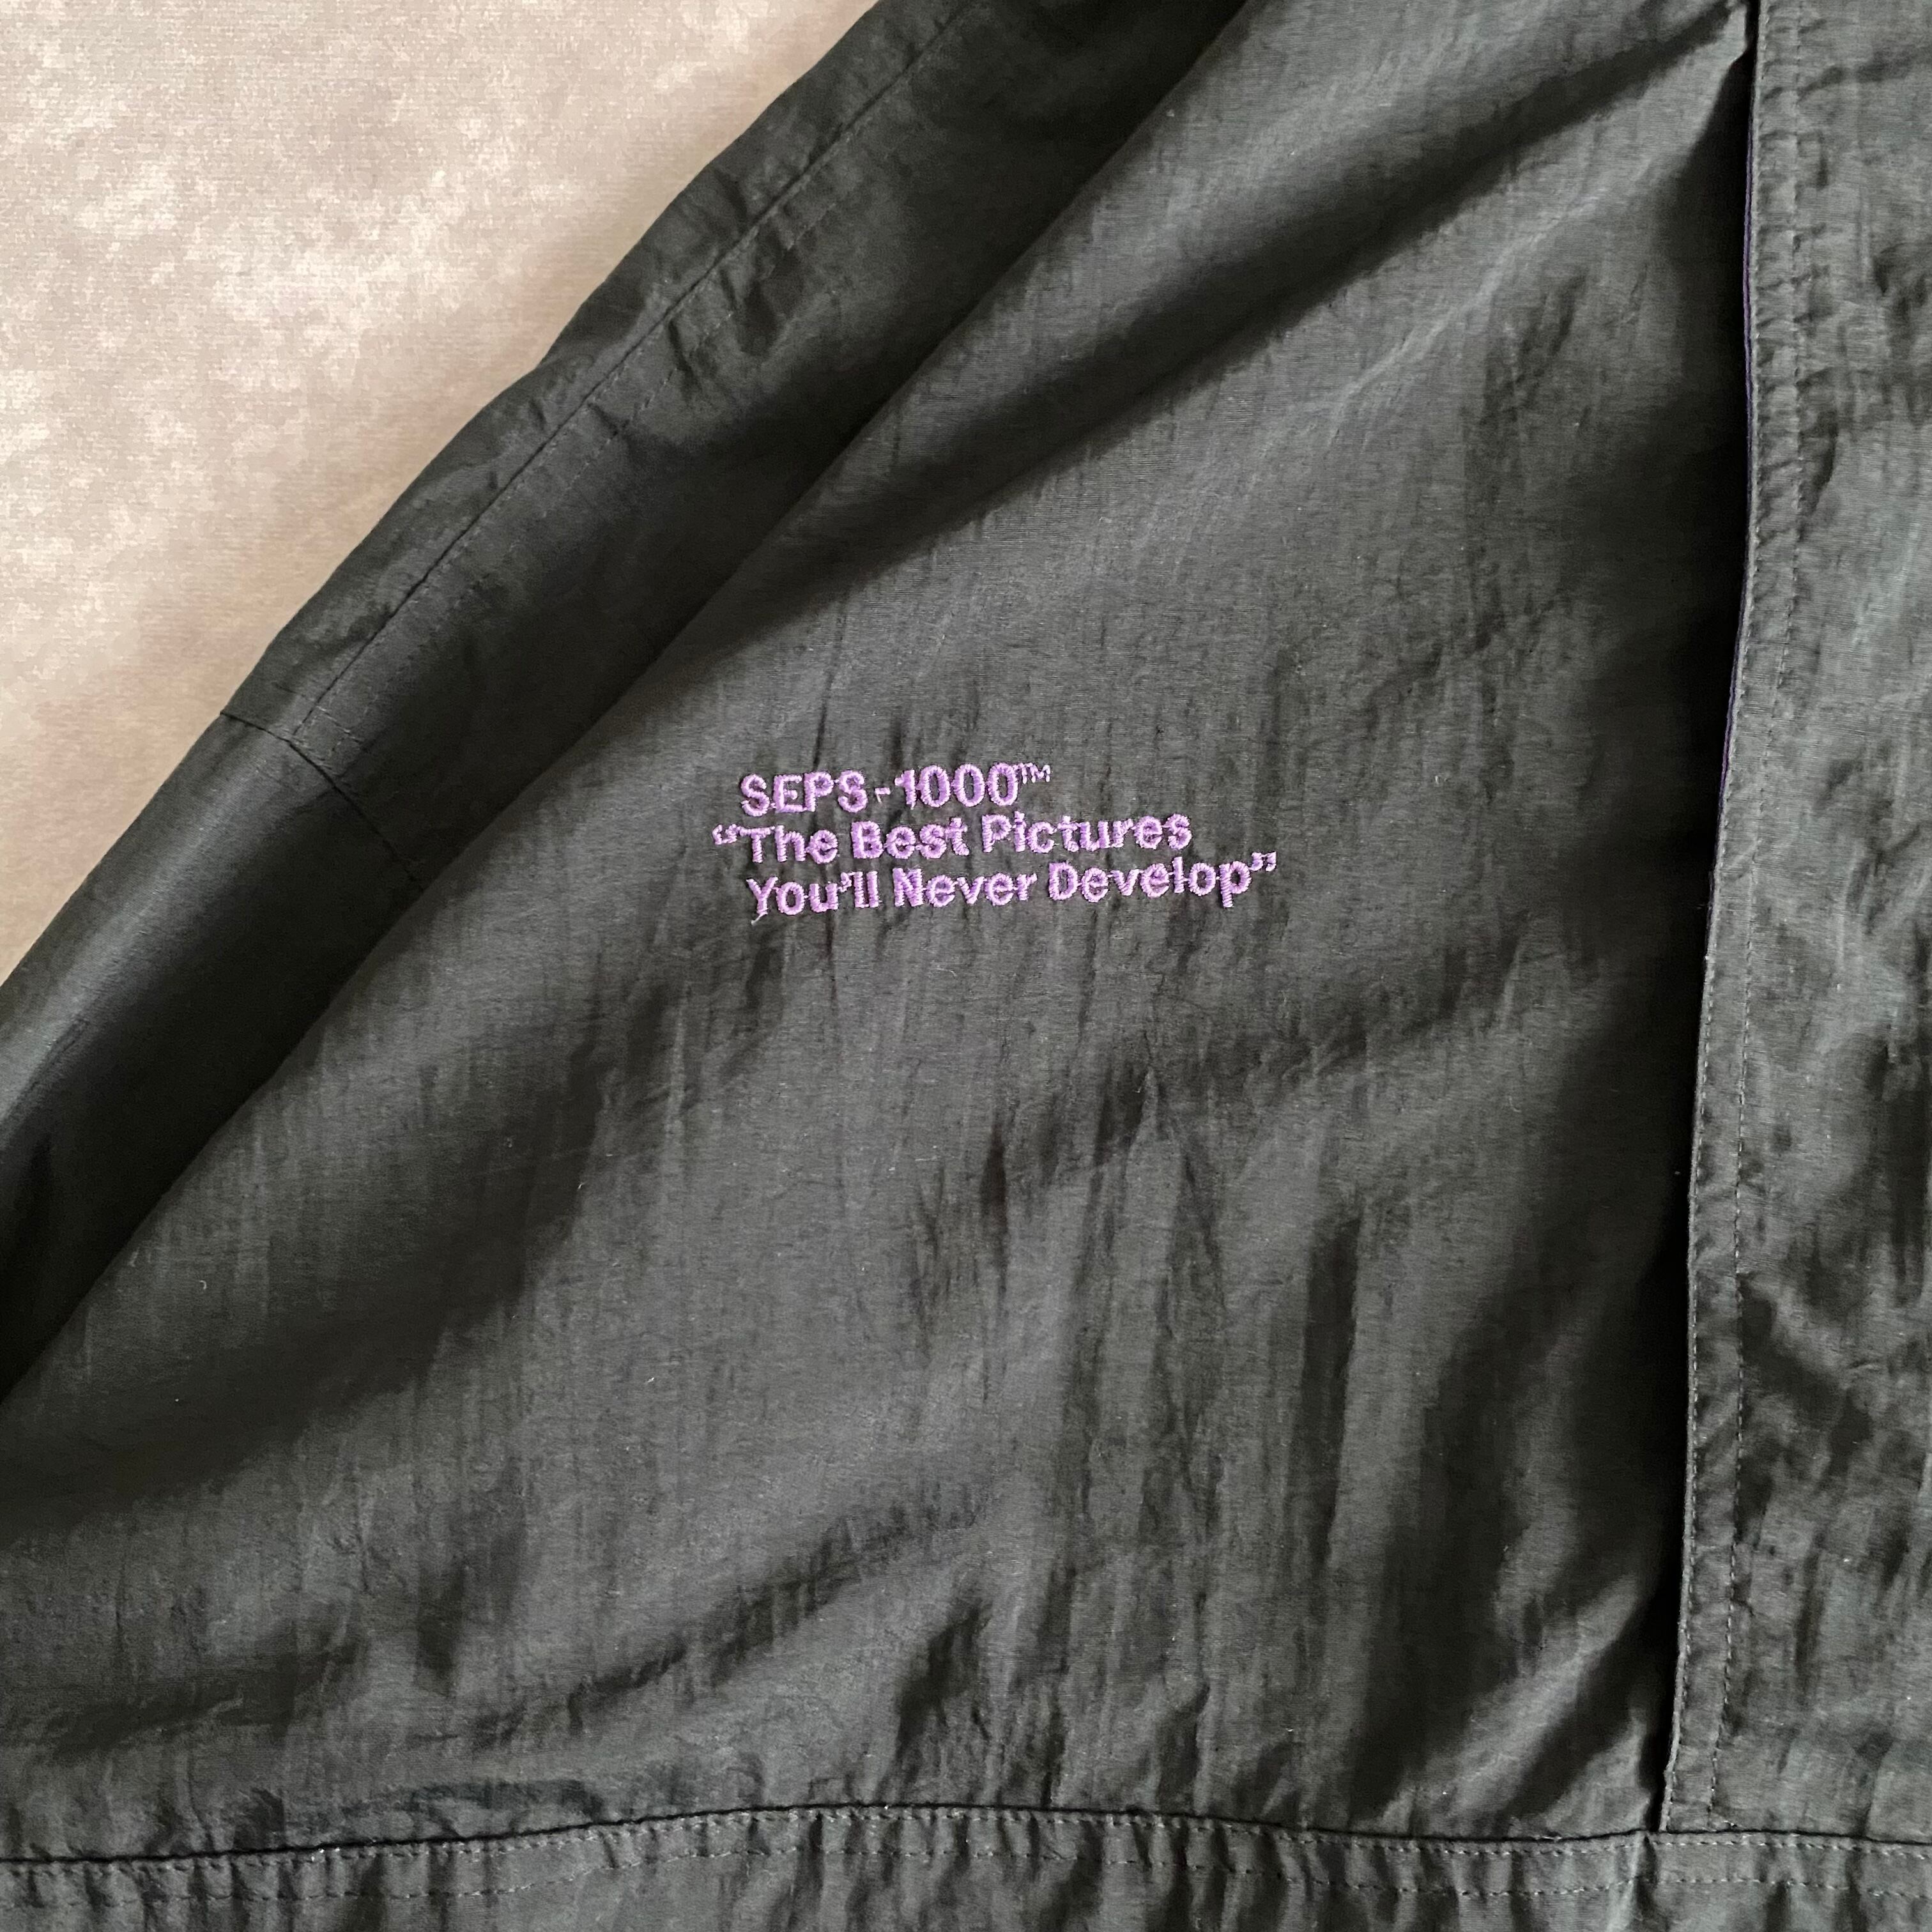 SEPS-1000™
“The Best Pictures
You’ll Never Develop”